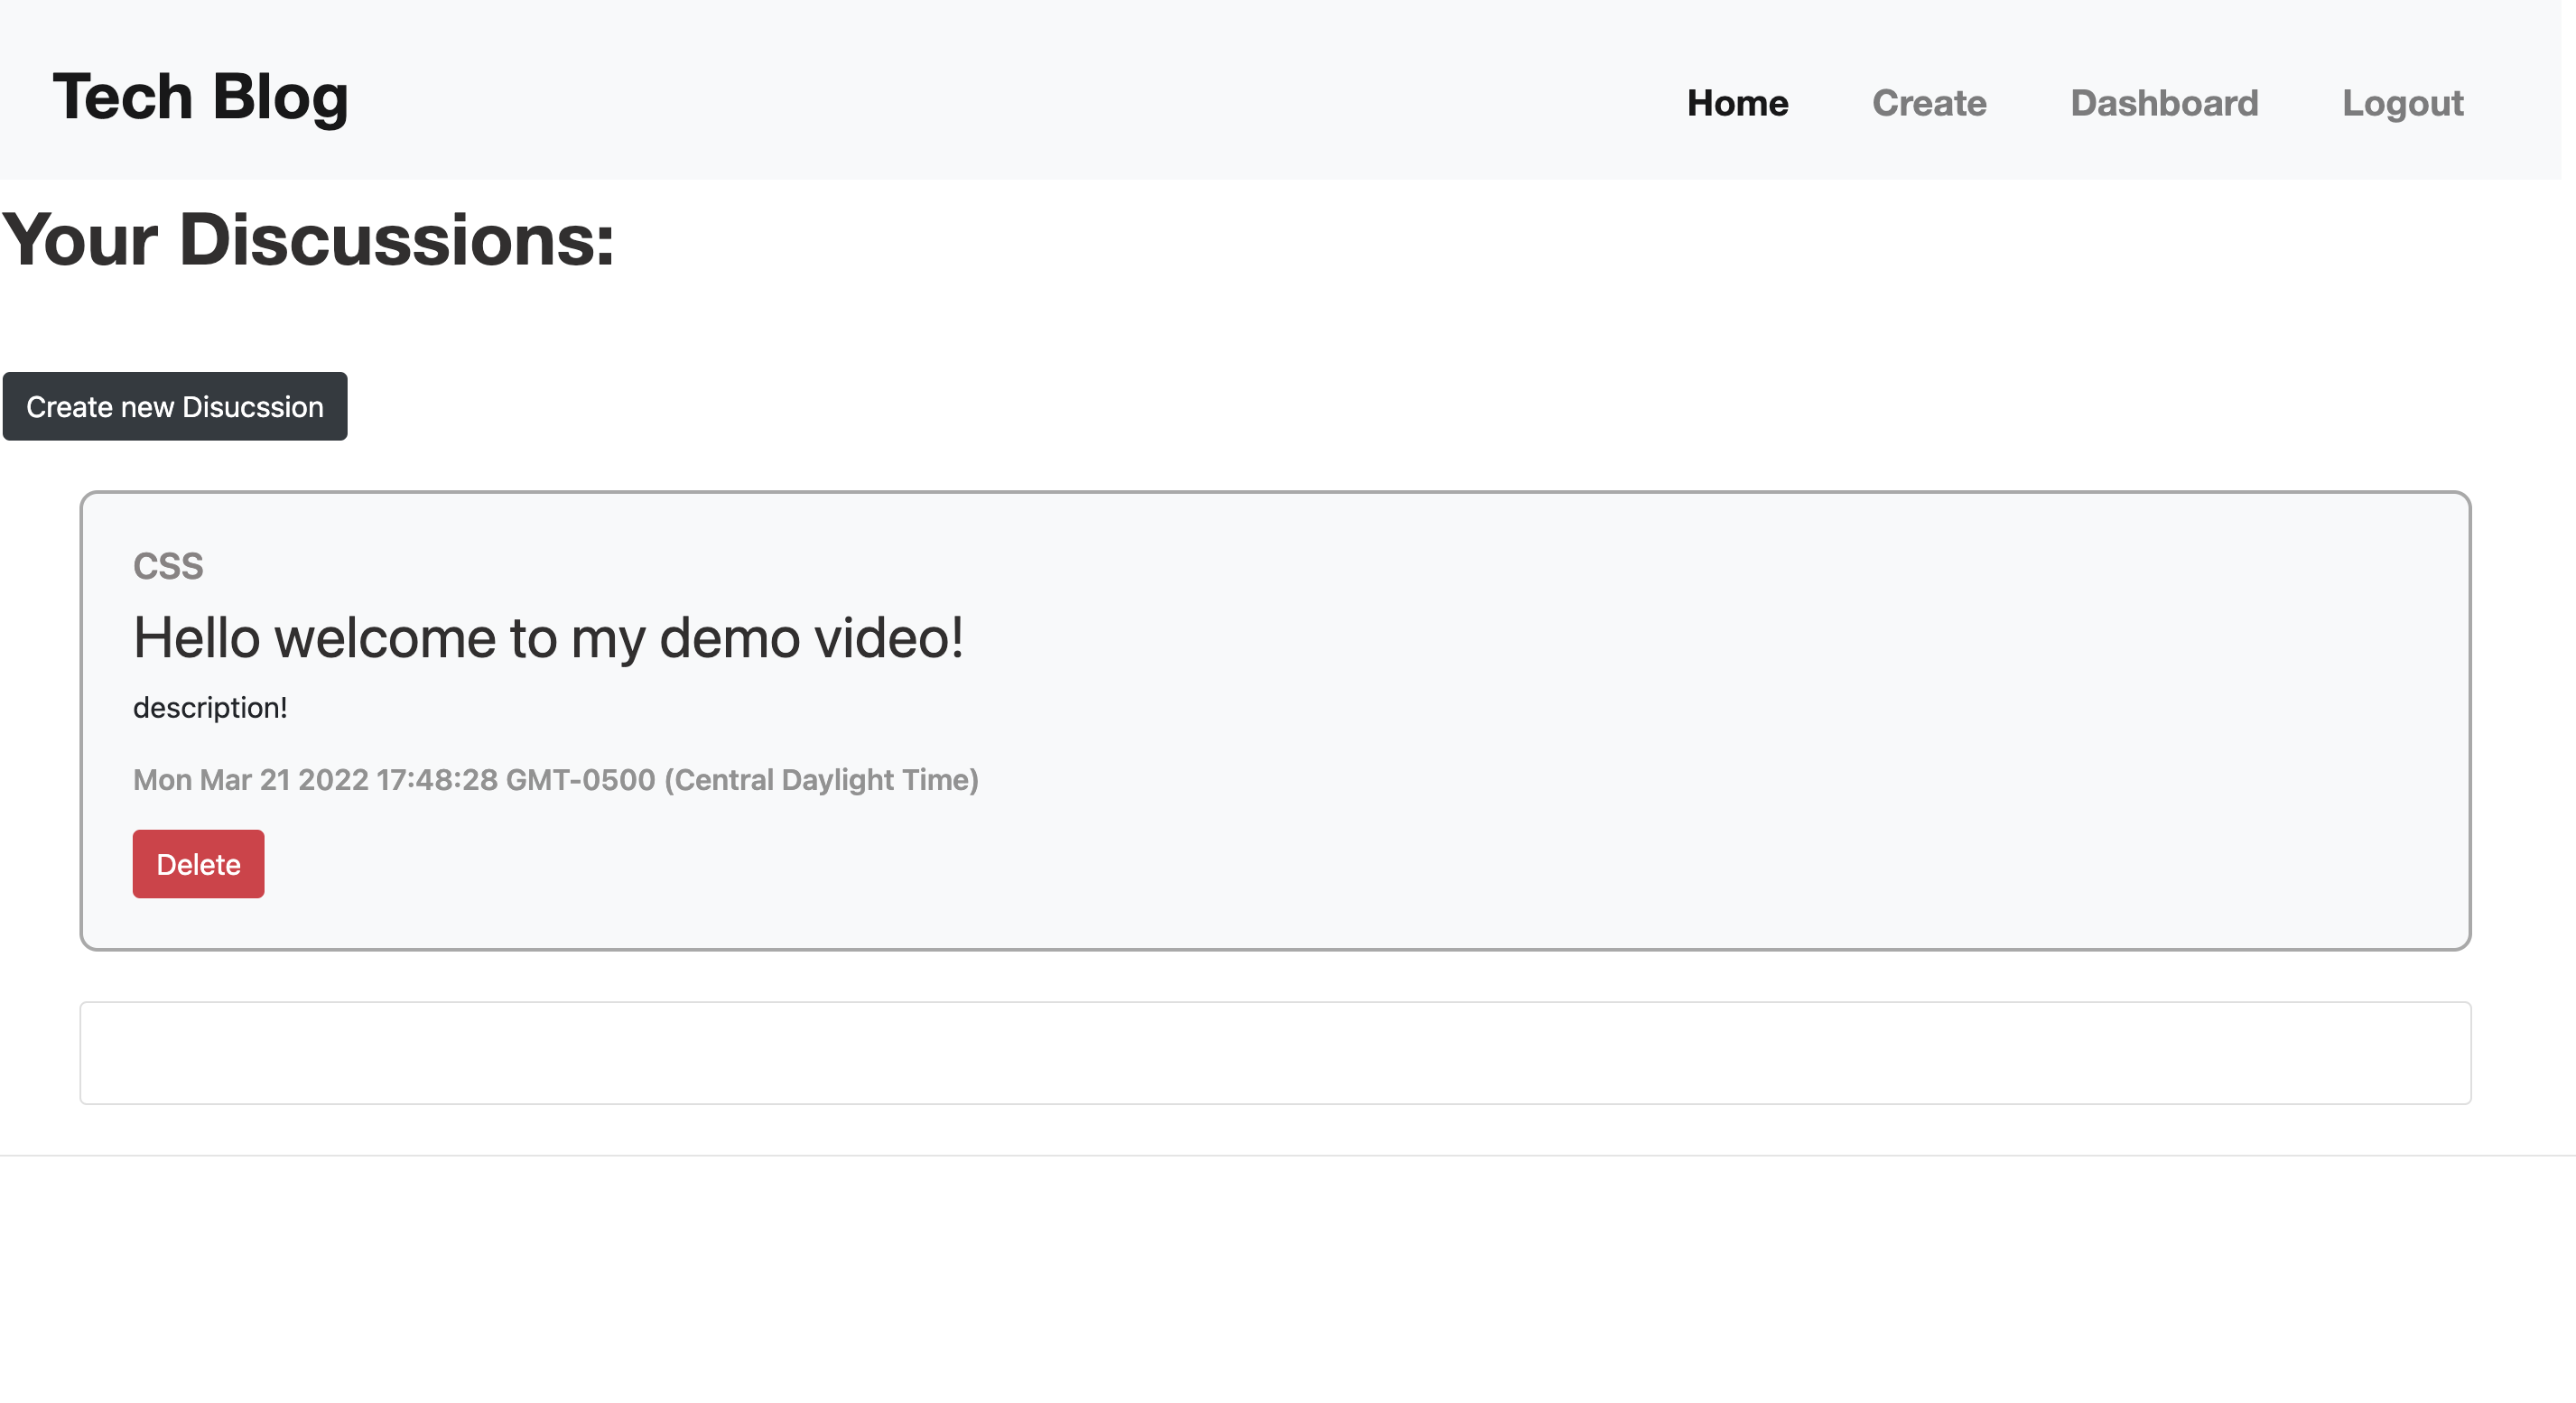 Tech Blog
Home Create Dashboard Logout
Your Discussions:
Create new Disucssion
CSS
Hello welcome to my demo video!
description!
Mon Mar 21 2022 17:48:28 GMT-0500 (Central Daylight Time)
Delete